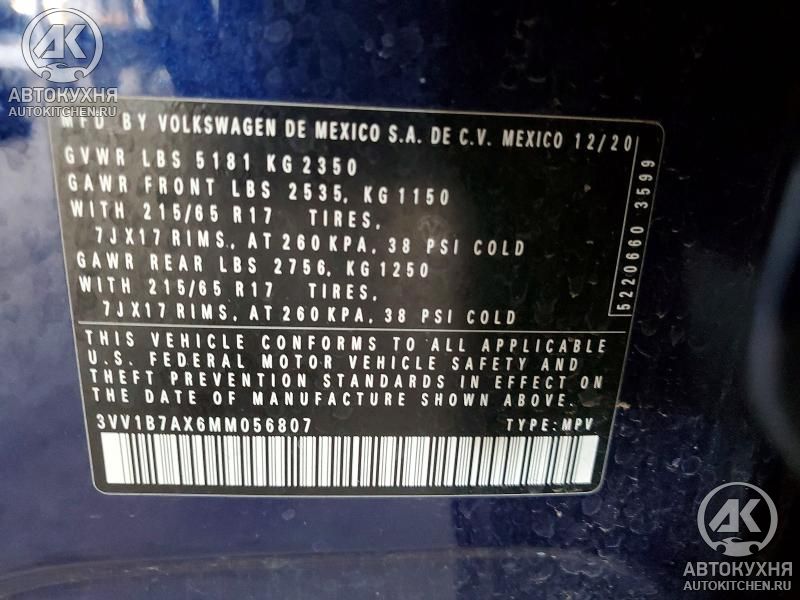 AK
АВТОКУХНЯ
AUTOKITCHEN.RU
MFD BY VOLKSWAGEN DE MEXICO S.A. DE C.V. MEXICO 12/20
GVWR LBS 5181 KG 2350
GAWR FRONT LBS 2535, KG 1150
WITH 215/65 R17 TIRES,
7JX17 RIMS, AT 260 KPA, 38 PSI COLD
GAWR REAR LBS 2756, KG 1250
WITH 215/65 R17 TIRES,
7JX17 RIMS, AT 260 KPA, 38 PSI COLD
5220660 3599
THIS VEHICLE CONFORMS TO ALL APPLICABLE
U.S. FEDERAL MOTOR VEHICLE SAFETY AND
THEFT PREVENTION STANDARDS IN EFFECT ON
THE DATE OF MANUFACTURE SHOWN ABOVE.
3VV1B7AX6MM056807 TYPE: MPV
AK
АВТОКУХНЯ
AUTOKITCHEN.RU